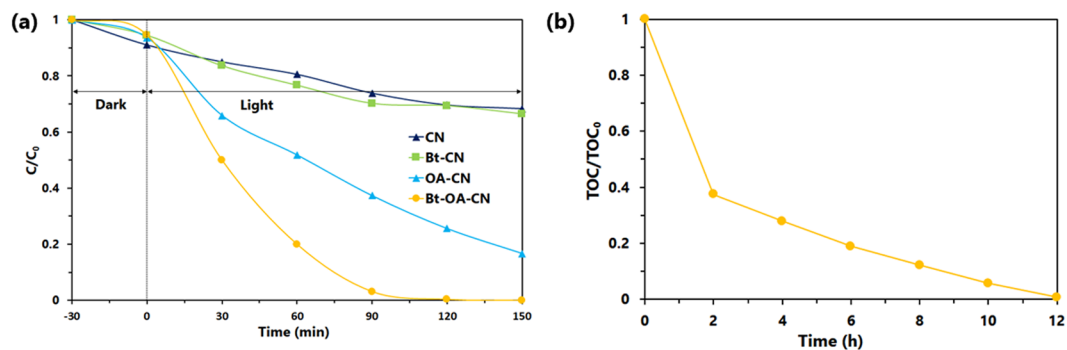 (a)
1
0.8
0.6
0.4
0.2
0
C/C0
Dark
Light
CN
Bt-CN
OA-CN
Bt-OA-CN
-30 0 30 60 90 120 150
Time (min)
(b)
1
0.8
0.6
0.4
0.2
0
TOC/TOC0
0 2 4 6 8 10 12
Time (h)